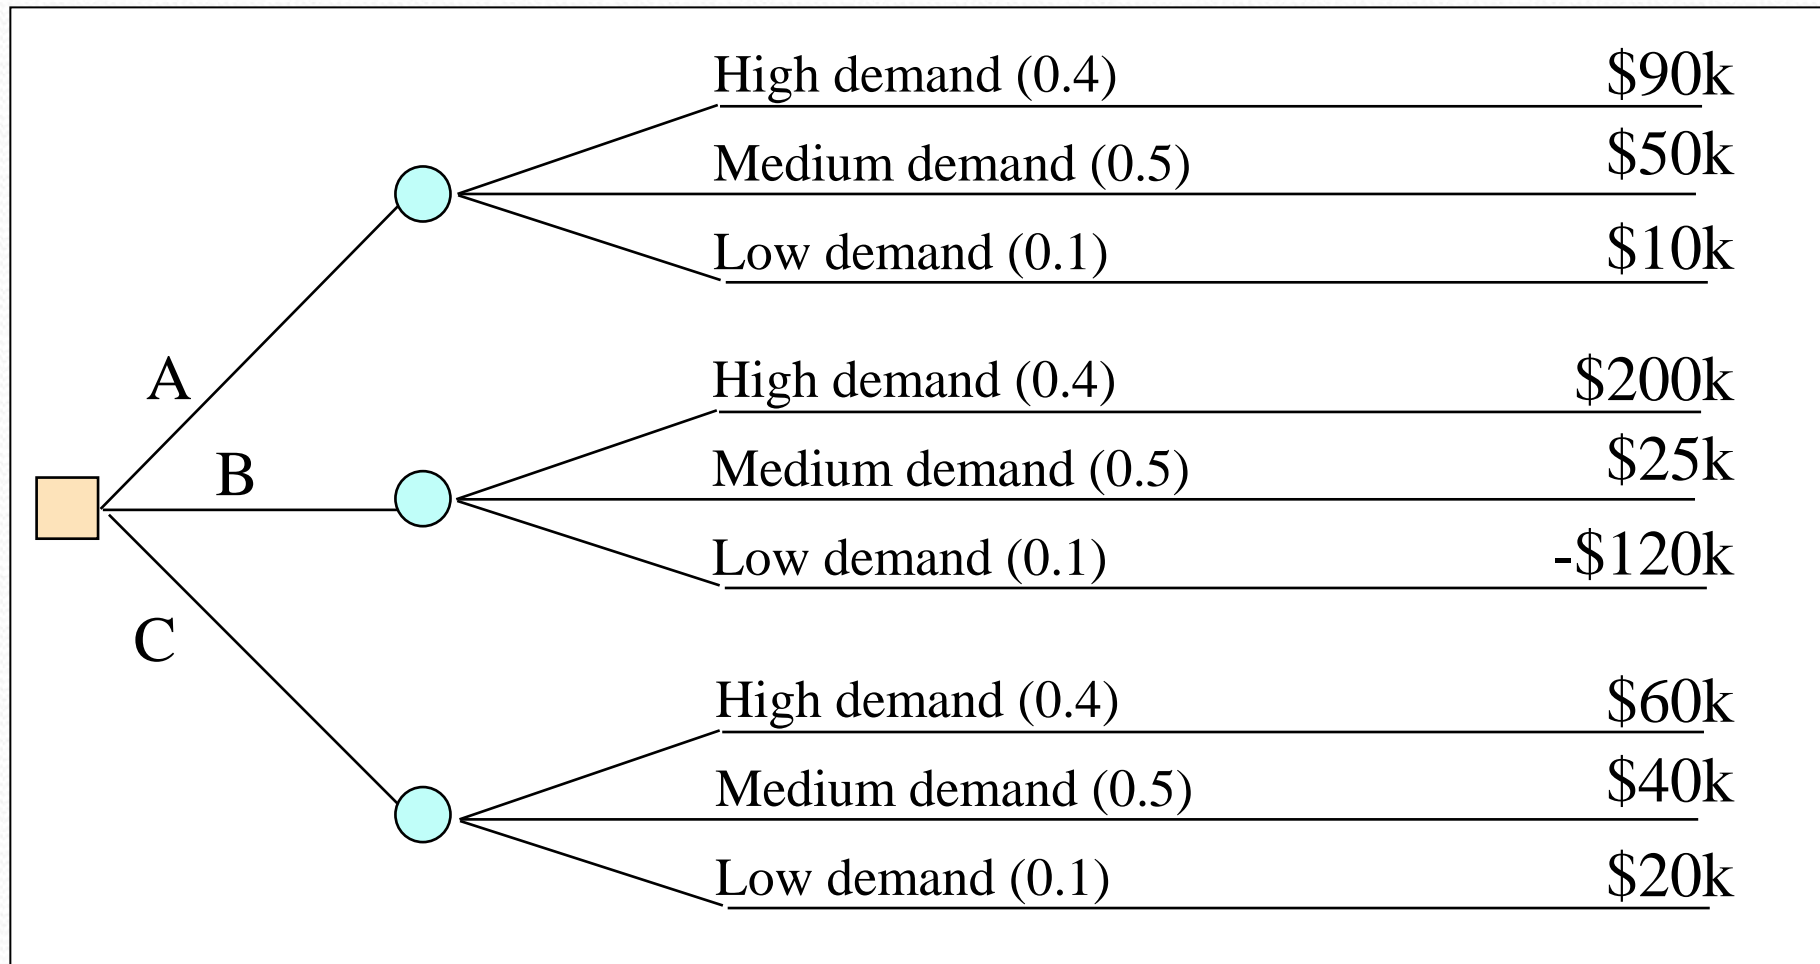 High demand (0.4) $90k
Medium demand (0.5) $50k
Low demand (0.1) $10k
A
High demand (0.4) $200k
B
Medium demand (0.5) $25k
Low demand (0.1) -$120k
C
High demand (0.4) $60k
Medium demand (0.5) $40k
Low demand (0.1) $20k